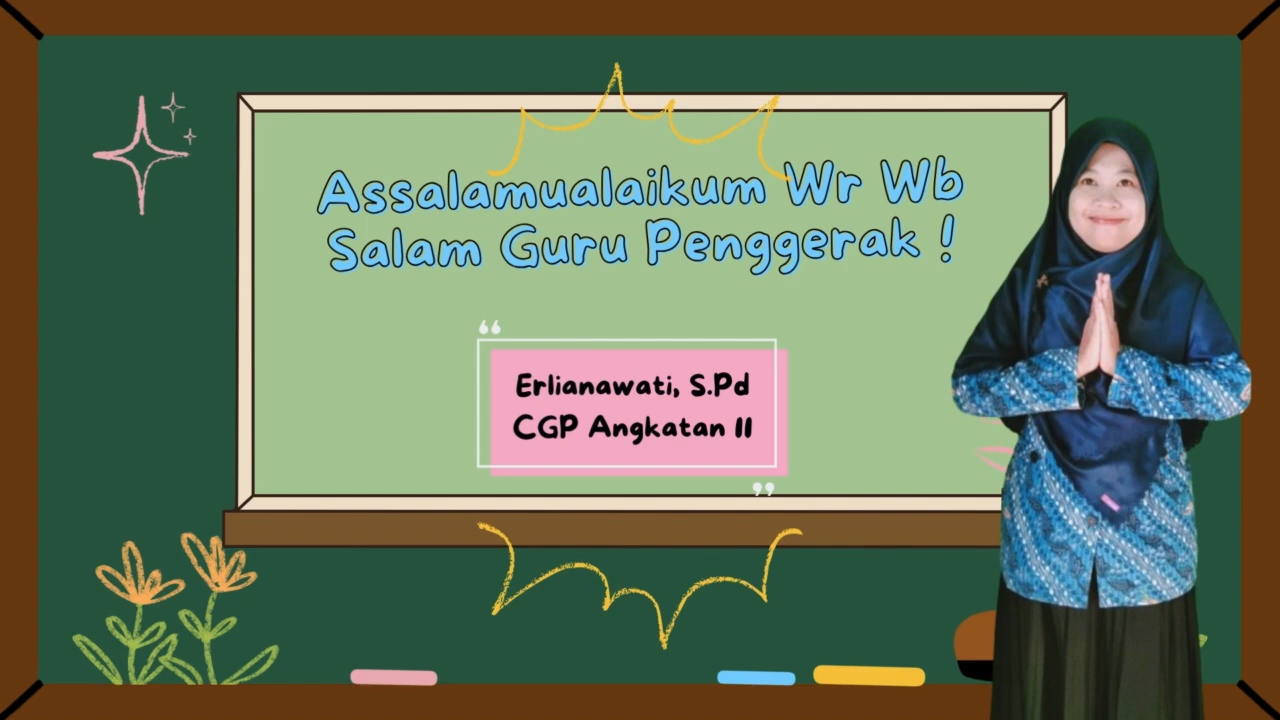 Assalamualaikum Wr Wb
Salam Guru Penggerak !
“
Erlianawati, S.Pd
CGP Angkatan 11
”